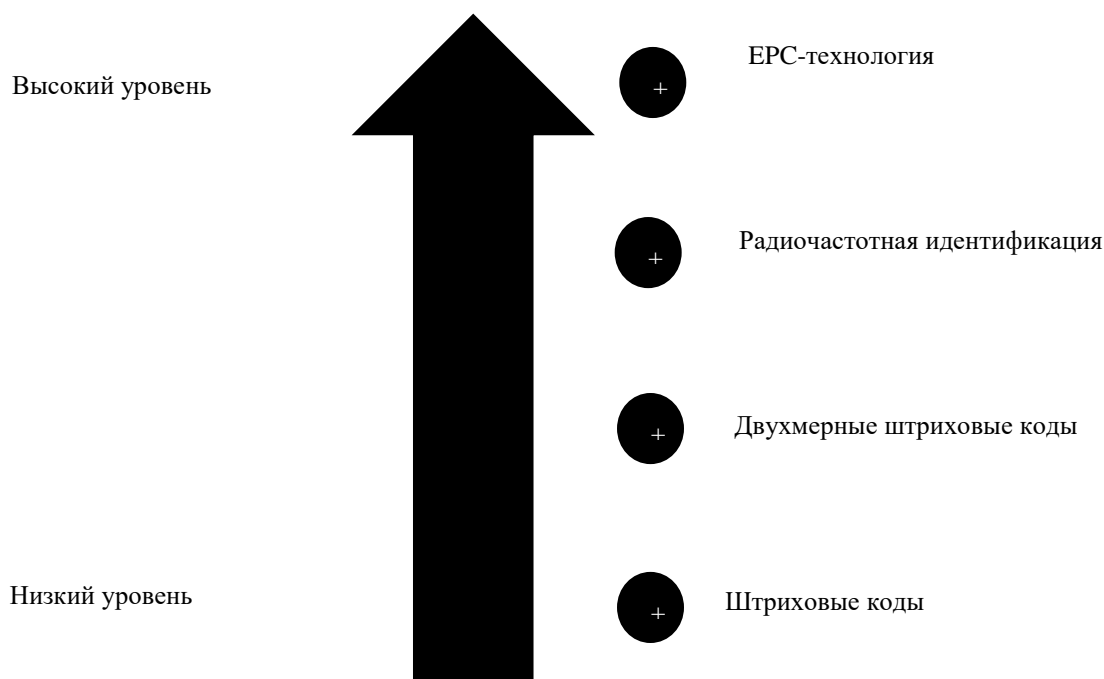 EPC-технология
Высокий уровень
+
Радиочастотная идентификация
+
Двухмерные штриховые коды
+
Низкий уровень
Штриховые коды
+